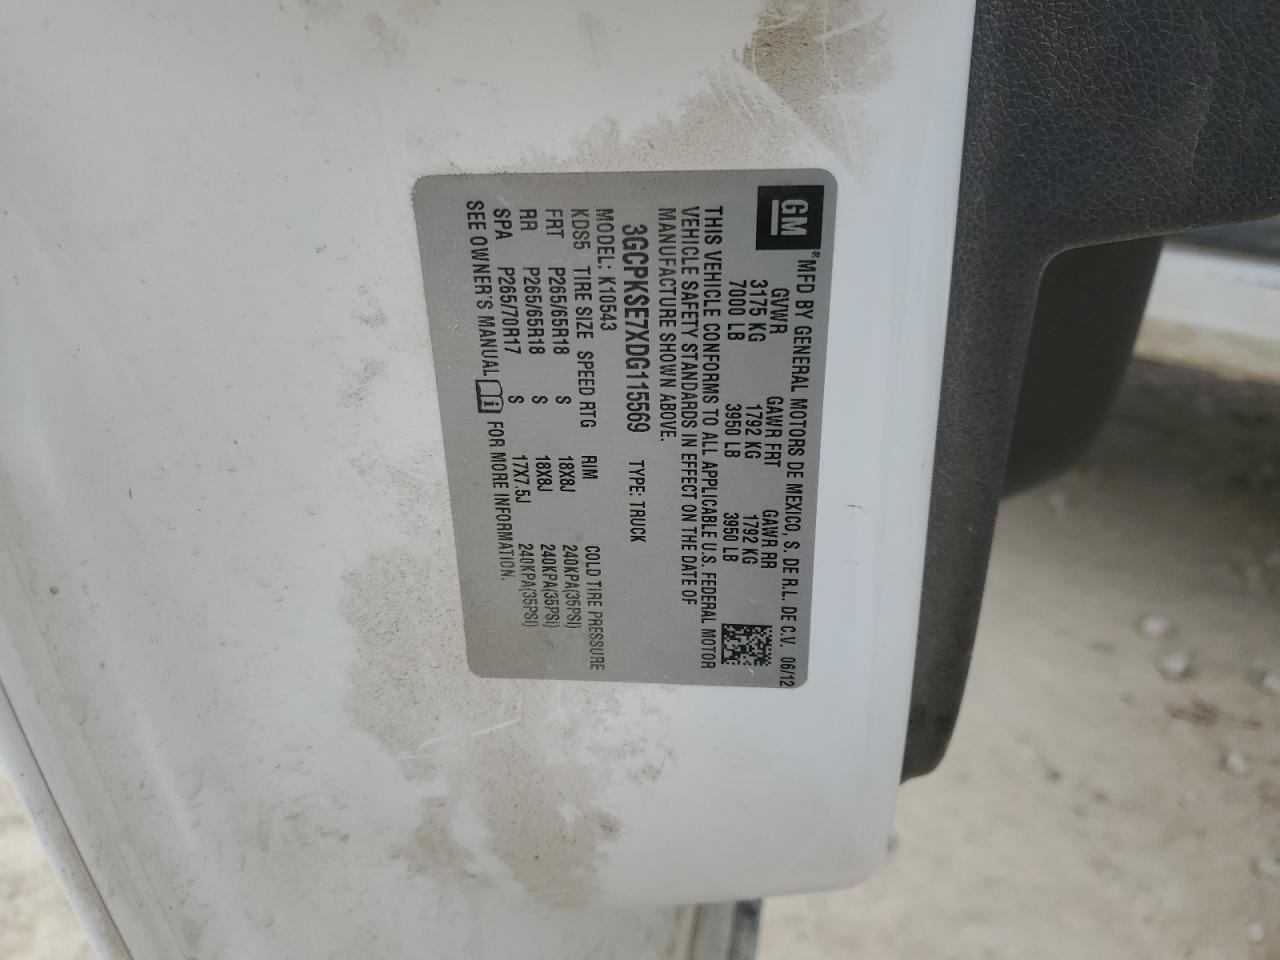 GM
® MFD BY GENERAL MOTORS DE MEXICO, S. DE R.L. DE C.V. 06/12
GVWR GAWR FRT GAWR RR
3175 KG 1792 KG 1792 KG
7000 LB 3950 LB 3950 LB
THIS VEHICLE CONFORMS TO ALL APPLICABLE U.S. FEDERAL MOTOR
VEHICLE SAFETY STANDARDS IN EFFECT ON THE DATE OF
MANUFACTURE SHOWN ABOVE.
3GCPKSE7XDG115569 TYPE: TRUCK
MODEL: K10543
KDS5 TIRE SIZE SPEED RTG RIM COLD TIRE PRESSURE
FRT P265/65R18 S 18X8J 240KPA(35PSI)
RR P265/65R18 S 18X8J 240KPA(35PSI)
SPA P265/70R17 S 17X7.5J 240KPA(35PSI)
SEE OWNER'S MANUAL i FOR MORE INFORMATION.